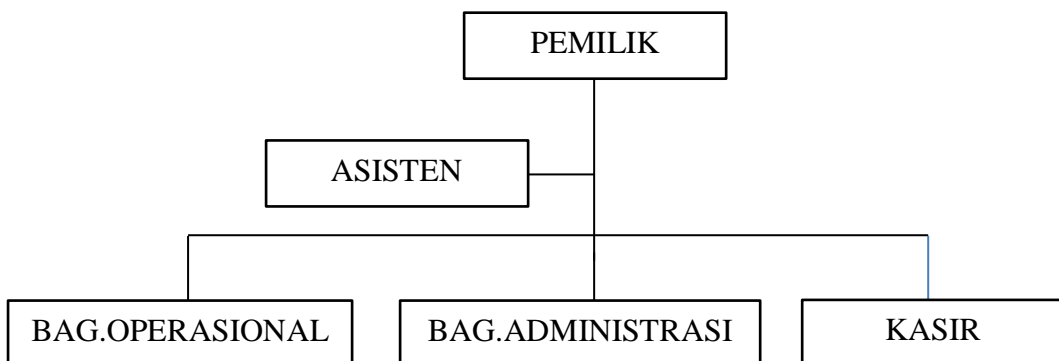 PEMILIK
ASISTEN
BAG.OPERASIONAL
BAG.ADMINISTRASI
KASIR